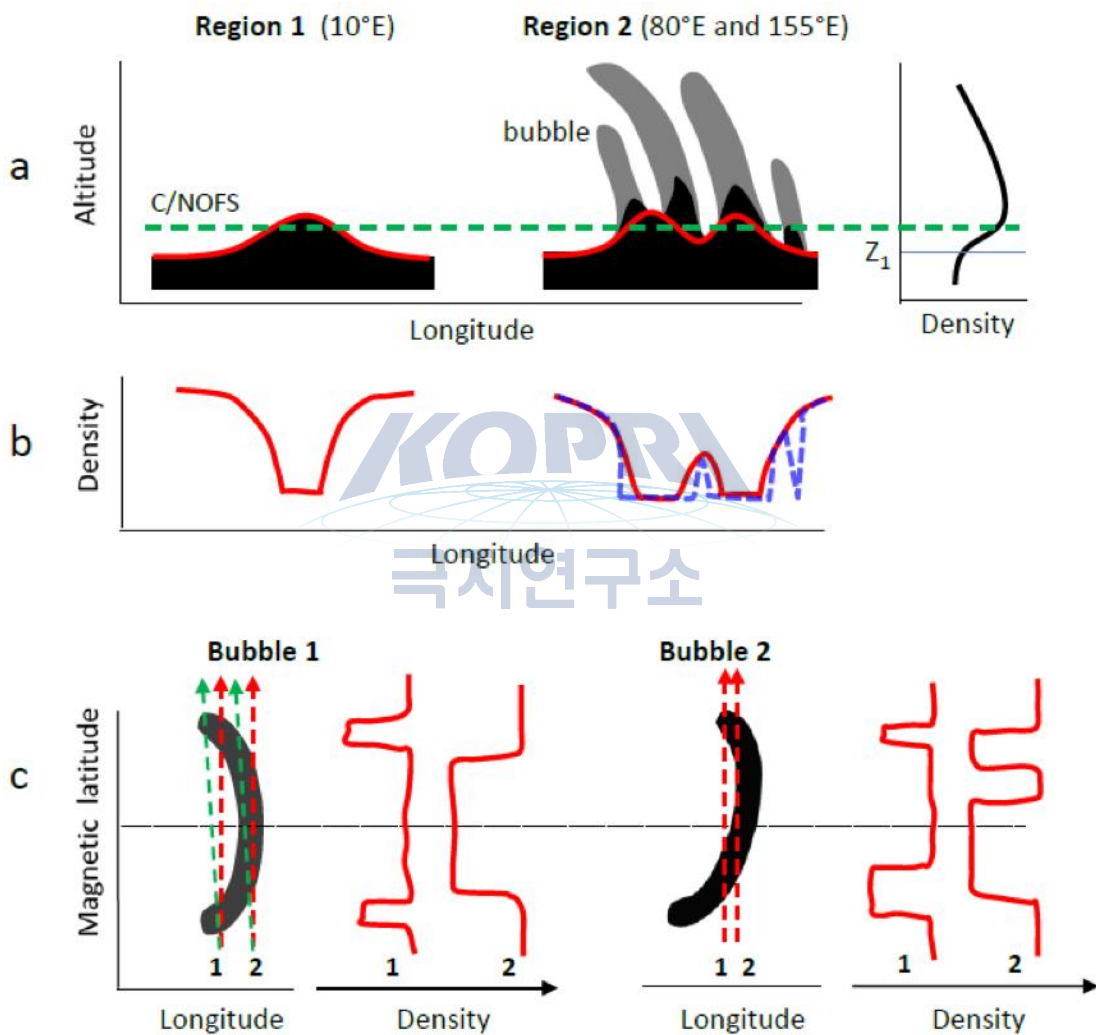 Region 1 (10°E)
Region 2 (80°E and 155°E)
a
Altitude
C/NOFS
bubble
Z1
Longitude
Density
b
Density
KOPRI
Longitude
극지연구소
c
Bubble 1
Bubble 2
Magnetic latitude
1 2
1
2
1 2
1
2
Longitude
Density
Longitude
Density